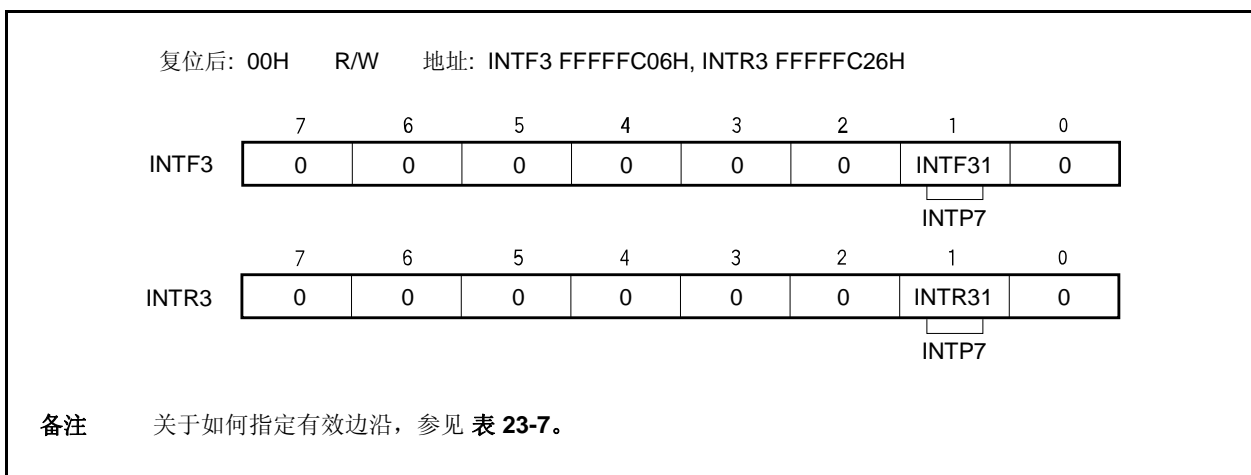 复位后: 00H R/W 地址: INTF3 FFFFFC06H, INTR3 FFFFFC26H
7 6 5 4 3 2 1 0
INTF3 0 0 0 0 0 0 INTF31 0
INTP7
7 6 5 4 3 2 1 0
INTR3 0 0 0 0 0 0 INTR31 0
INTP7
备注 关于如何指定有效边沿，参见 表 23-7。